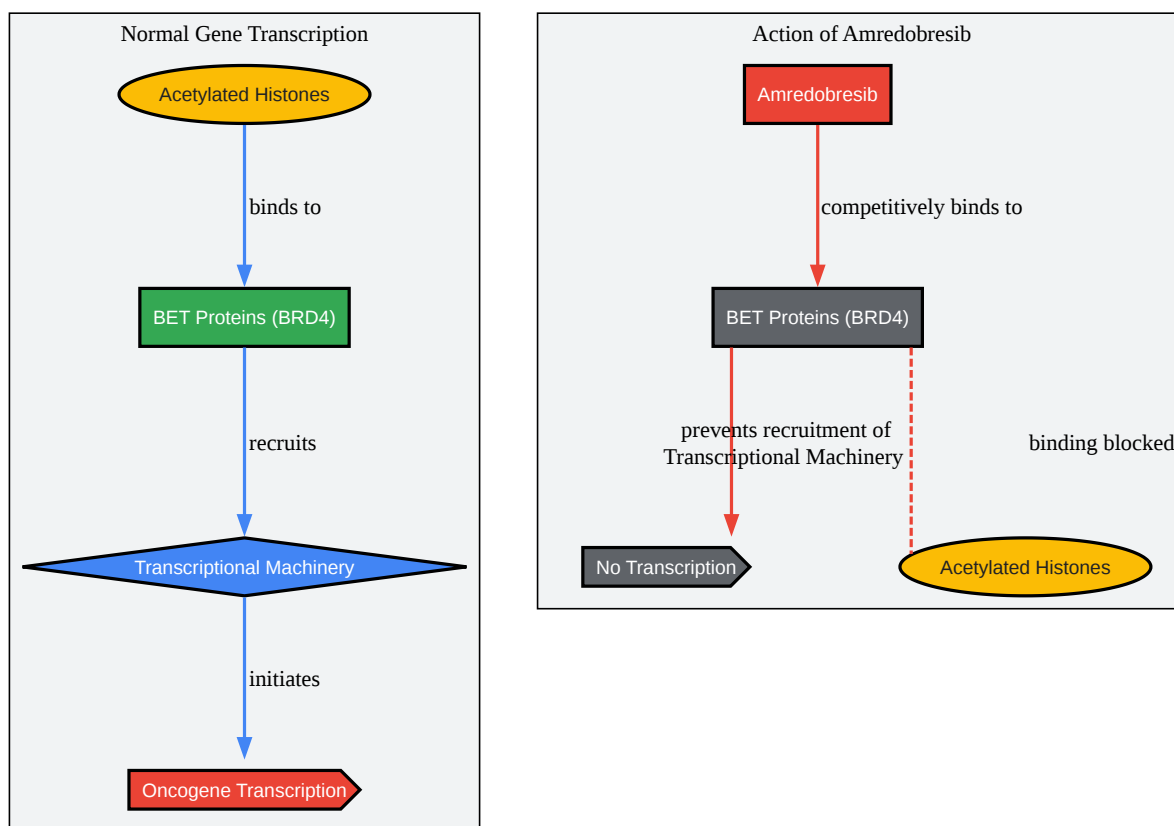 Normal Gene Transcription
Acetylated Histones
binds to
BET Proteins (BRD4)
recruits
Transcriptional Machinery
initiates
Oncogene Transcription
Action of Amredobresib
Amredobresib
competitively binds to
BET Proteins (BRD4)
prevents recruitment of
Transcriptional Machinery
binding blocked
No Transcription
Acetylated Histones